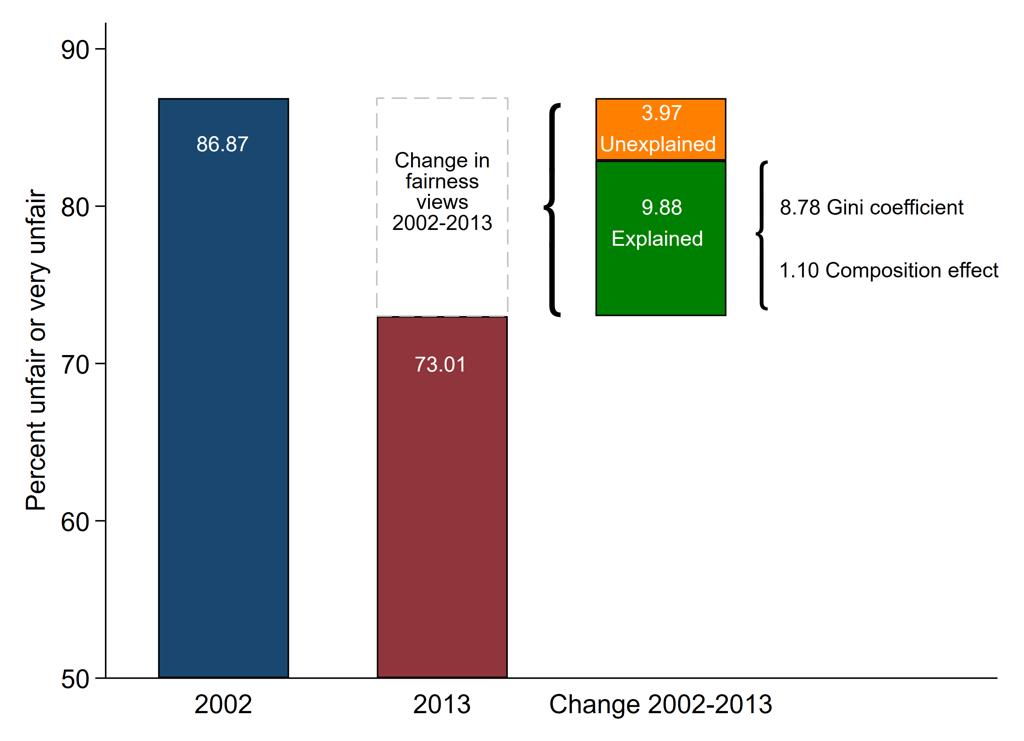 Percent unfair or very unfair
90
80
70
60
50
86.87
Change in
fairness
views
2002-2013
73.01
3.97
Unexplained
9.88
Explained
8.78 Gini coefficient
1.10 Composition effect
2002
2013
Change 2002-2013